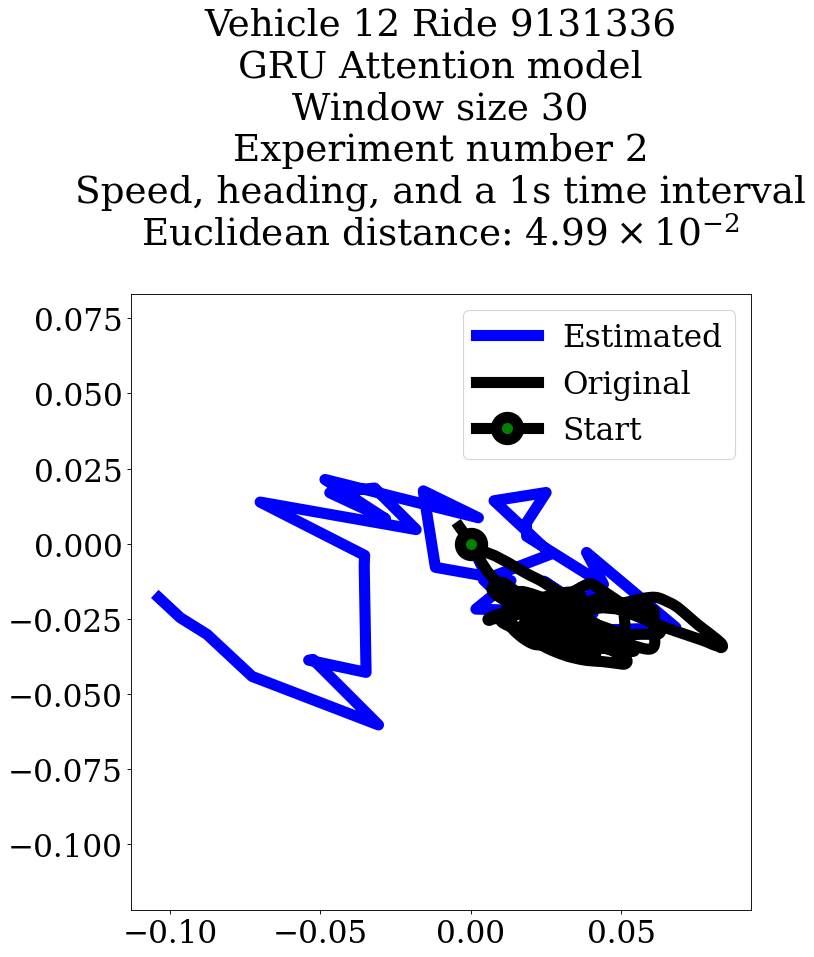 Vehicle 12 Ride 9131336
GRU Attention model
Window size 30
Experiment number 2
Speed, heading, and a 1s time interval
Euclidean distance: 4.99 × 10⁻²
Estimated
Original
Start
0.075
0.050
0.025
0.000
−0.025
−0.050
−0.075
−0.100
−0.10
−0.05
0.00
0.05